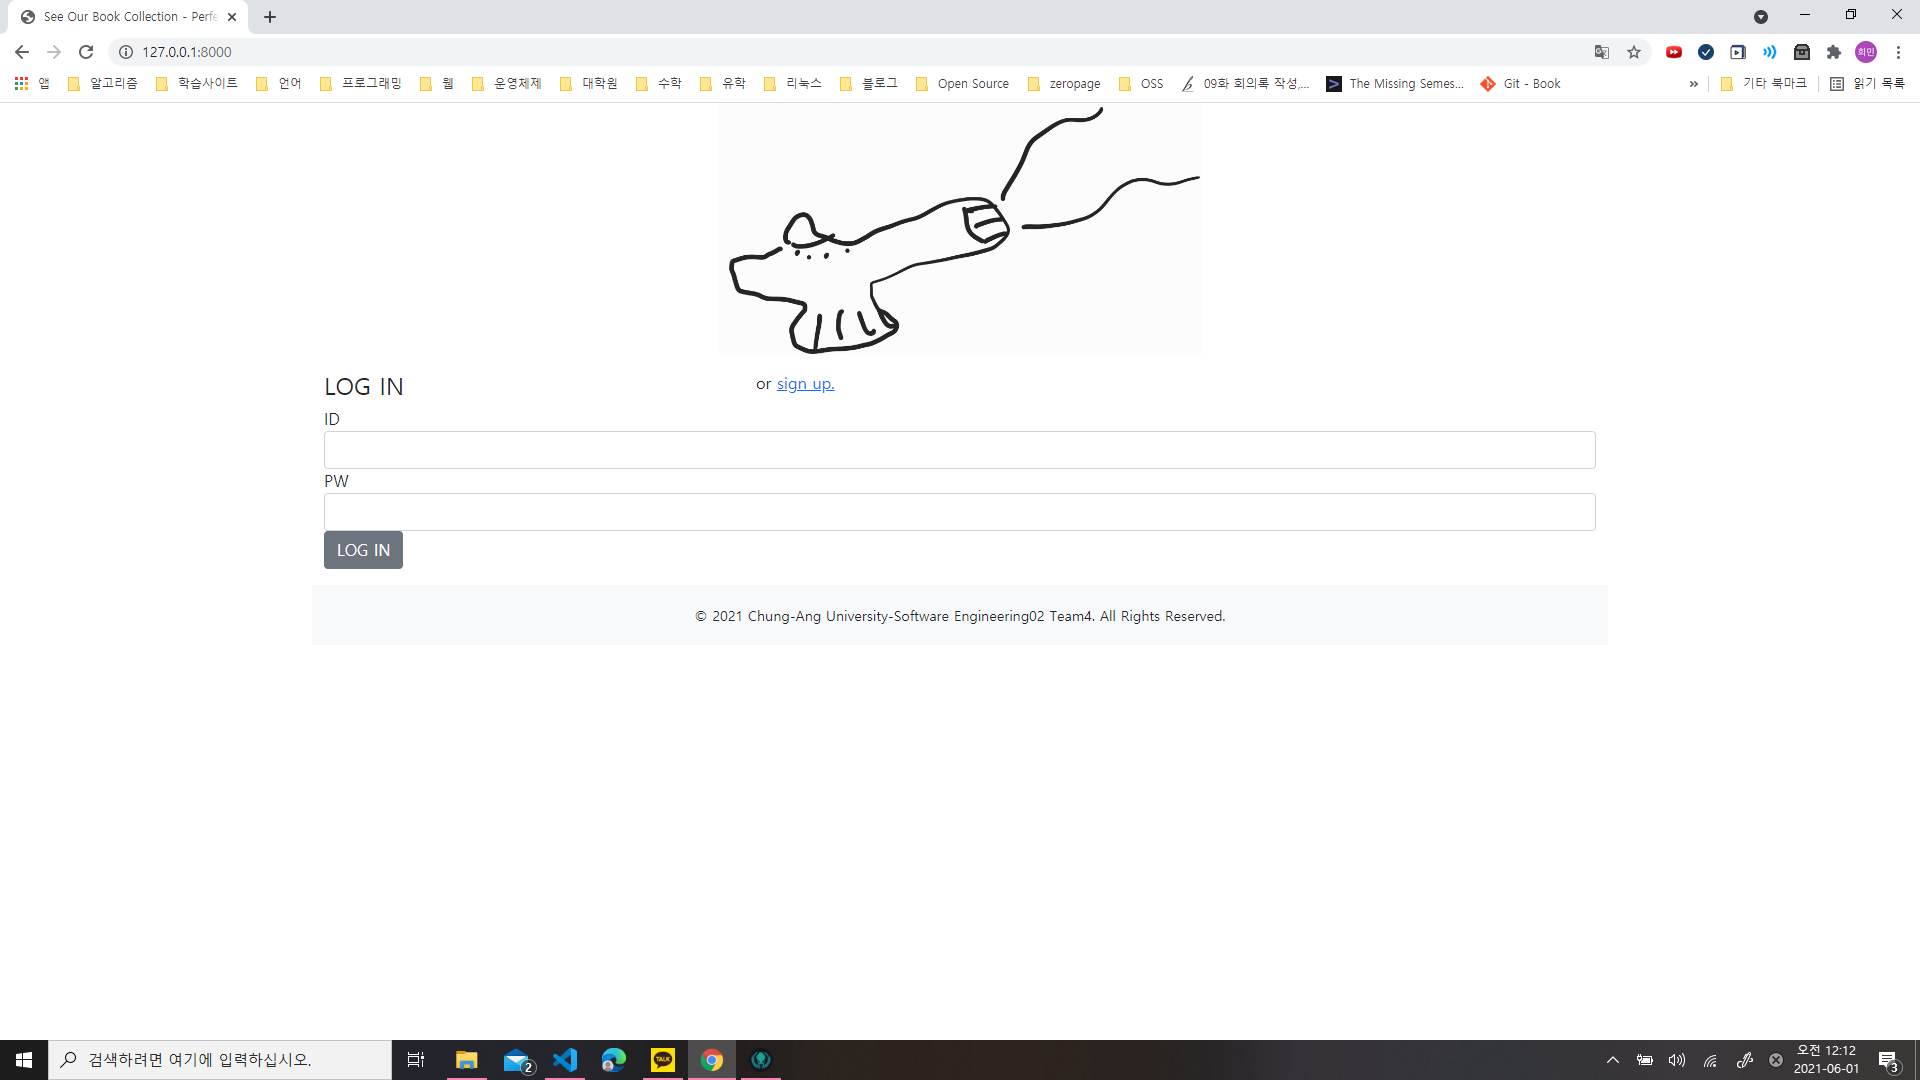 See Our Book Collection - Perfe
127.0.0.1:8000
희민
앱 알고리즘 학습사이트 언어 프로그래밍 웹 운영체제 대학원 수학 유학 리눅스 블로그 Open Source zeropage OSS 09화 회의록 작성,... The Missing Semes... Git - Book » 기타 북마크 읽기 목록
LOG IN or sign up.
ID
PW
LOG IN
© 2021 Chung-Ang University-Software Engineering02 Team4. All Rights Reserved.
검색하려면 여기에 입력하십시오.
2
TALK
오전 12:12
2021-06-01
3